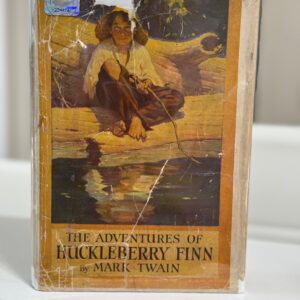 THE ADVENTURES OF
HUCKLEBERRY FINN
BY MARK TWAIN